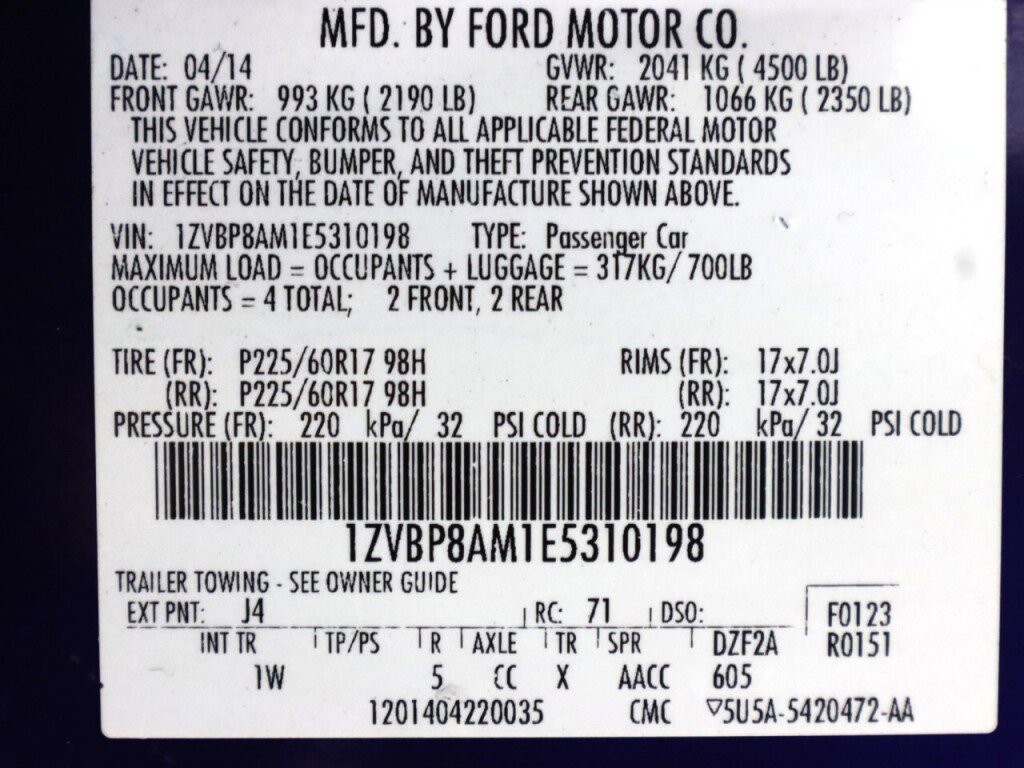 MFD. BY FORD MOTOR CO.
DATE: 04/14 GVWR: 2041 KG ( 4500 LB)
FRONT GAWR: 993 KG ( 2190 LB) REAR GAWR: 1066 KG ( 2350 LB)
THIS VEHICLE CONFORMS TO ALL APPLICABLE FEDERAL MOTOR
VEHICLE SAFETY, BUMPER, AND THEFT PREVENTION STANDARDS
IN EFFECT ON THE DATE OF MANUFACTURE SHOWN ABOVE.
VIN: 1ZVBP8AM1E5310198 TYPE: Passenger Car
MAXIMUM LOAD = OCCUPANTS + LUGGAGE = 317KG/ 700LB
OCCUPANTS = 4 TOTAL; 2 FRONT, 2 REAR
TIRE (FR): P225/60R17 98H RIMS (FR): 17x7.0J
(RR): P225/60R17 98H (RR): 17x7.0J
PRESSURE (FR): 220 kPa/ 32 PSI COLD (RR): 220 kPa/ 32 PSI COLD
1ZVBP8AM1E5310198
TRAILER TOWING - SEE OWNER GUIDE
EXT PNT: J4 RC: 71 DSO: F0123
INT TR TP/PS R AXLE TR SPR DZF2A R0151
1W 5 CC X AACC 605
1201404220035 CMC ▽5U5A-5420472-AA